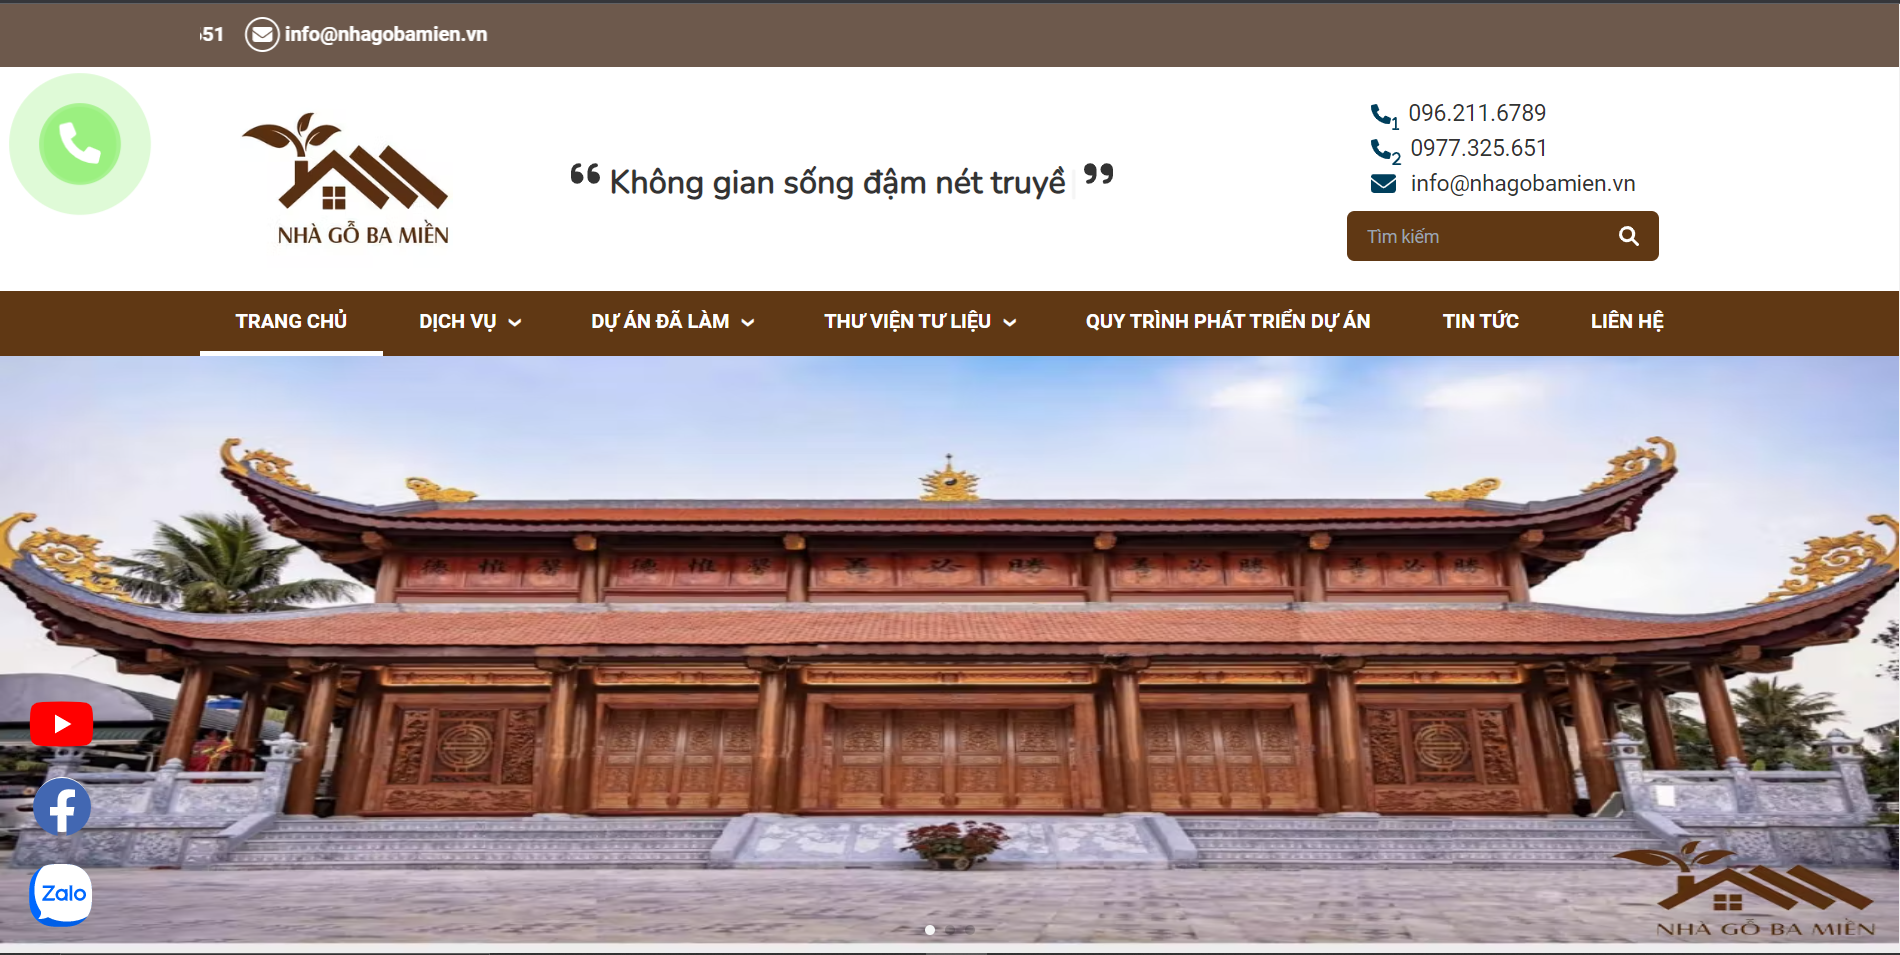 51 info@nhagobamien.vn
NHÀ GỖ BA MIỀN
“ Không gian sống đậm nét truyề ”
1 096.211.6789
2 0977.325.651
info@nhagobamien.vn
Tìm kiếm
TRANG CHỦ DỊCH VỤ DỰ ÁN ĐÃ LÀM THƯ VIỆN TƯ LIỆU QUY TRÌNH PHÁT TRIỂN DỰ ÁN TIN TỨC LIÊN HỆ
Zalo
NHÀ GỖ BA MIỀN